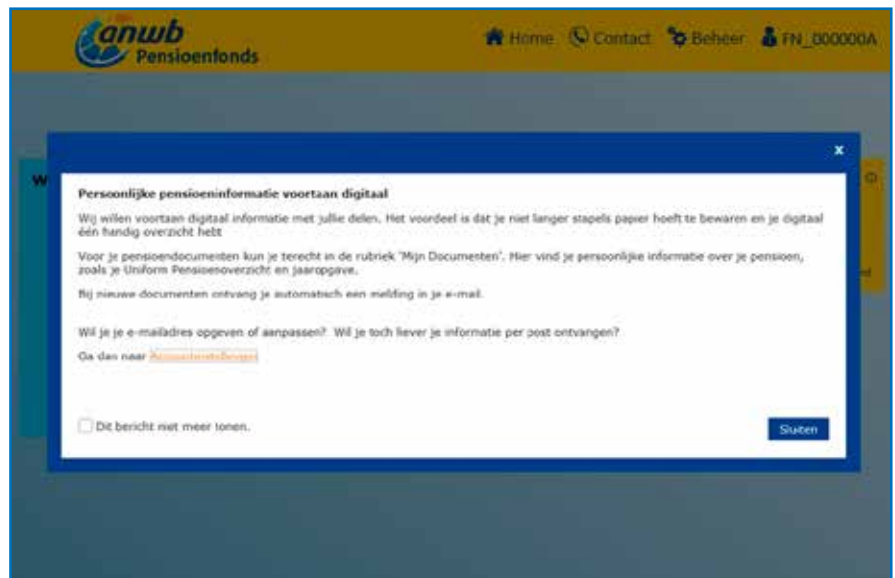 anwb
Pensioenfonds
Home Contact Beheer FN_000000A
W
x
Persoonlijke pensioeninformatie voortaan digitaal
Wij willen voortaan digitaal informatie met jullie delen. Het voordeel is dat je niet langer stapels papier hoeft te bewaren en je digitaal
één handig overzicht hebt
Voor je pensioendocumenten kun je terecht in de rubriek 'Mijn Documenten'. Hier vind je persoonlijke informatie over je pensioen,
zoals je Uniform Pensioenoverzicht en jaaropgave.
Bij nieuwe documenten ontvang je automatisch een melding in je e-mail.
Wil je je e-mailadres opgeven of aanpassen? Wil je toch liever je informatie per post ontvangen?
Ga dan naar
Dit bericht niet meer tonen.
Sluiten